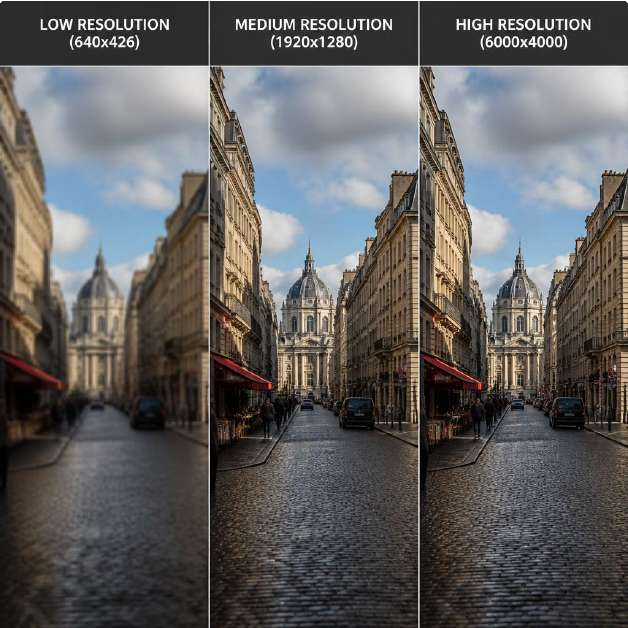 LOW RESOLUTION
(640x426)
MEDIUM RESOLUTION
(1920x1280)
HIGH RESOLUTION
(6000x4000)